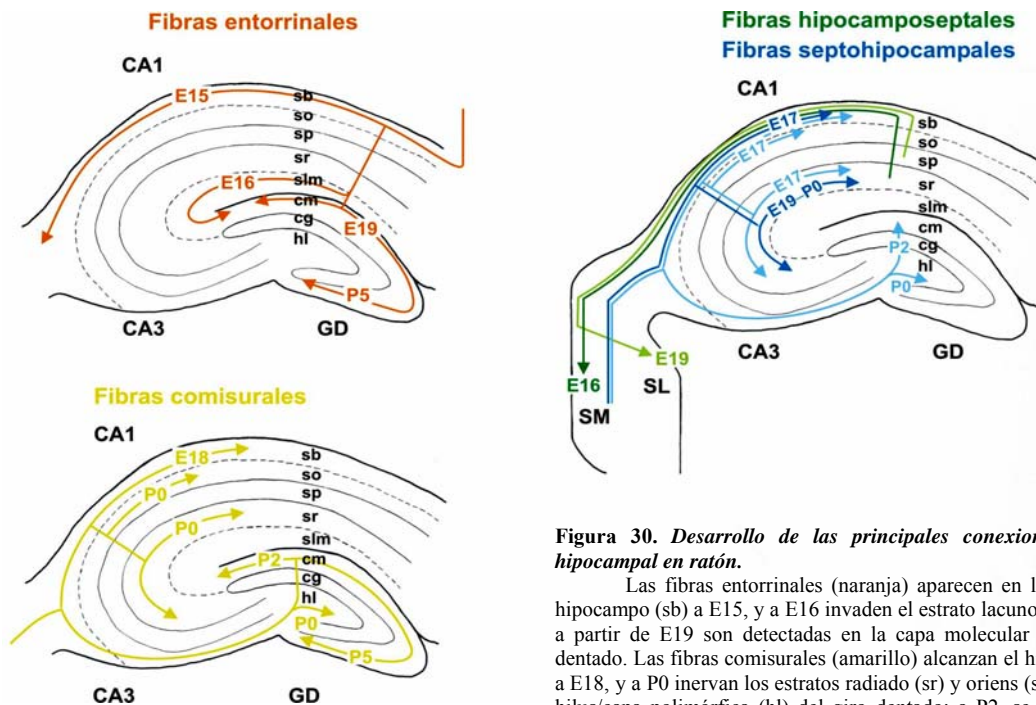 Fibras entorrinales
CA1
E15
sb
so
sp
sr
slm
cm
cg
hl
E16
E19
P5
CA3
GD
Fibras hipocamposeptales
Fibras septohipocampales
CA1
E17
E17
E17
E19 P0
sb
so
sp
sr
slm
cm
cg
hl
P2
P0
CA3
GD
E19
E16
SL
SM
Fibras comisurales
CA1
E18
P0
P0
sb
so
sp
sr
slm
cm
cg
hl
P2
P0
P5
CA3
GD
Figura 30. Desarrollo de las principales conexion
hipocampal en ratón.
Las fibras entorrinales (naranja) aparecen en l
hipocampo (sb) a E15, y a E16 invaden el estrato lacuno
a partir de E19 son detectadas en la capa molecular
dentado. Las fibras comisurales (amarillo) alcanzan el h
a E18, y a P0 inervan los estratos radiado (sr) y oriens (s